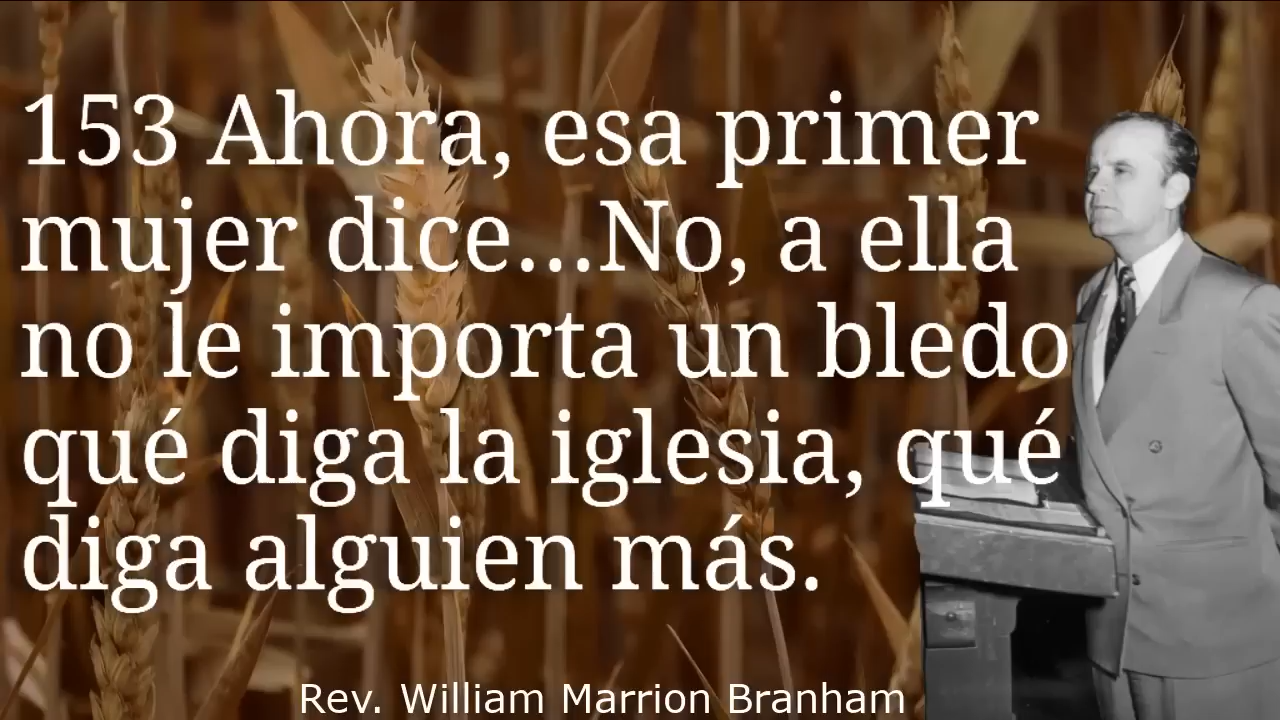 153 Ahora, esa primer
mujer dice...No, a ella
no le importa un bledo
qué diga la iglesia, qué
diga alguien más.
Rev. William Marrion Branham